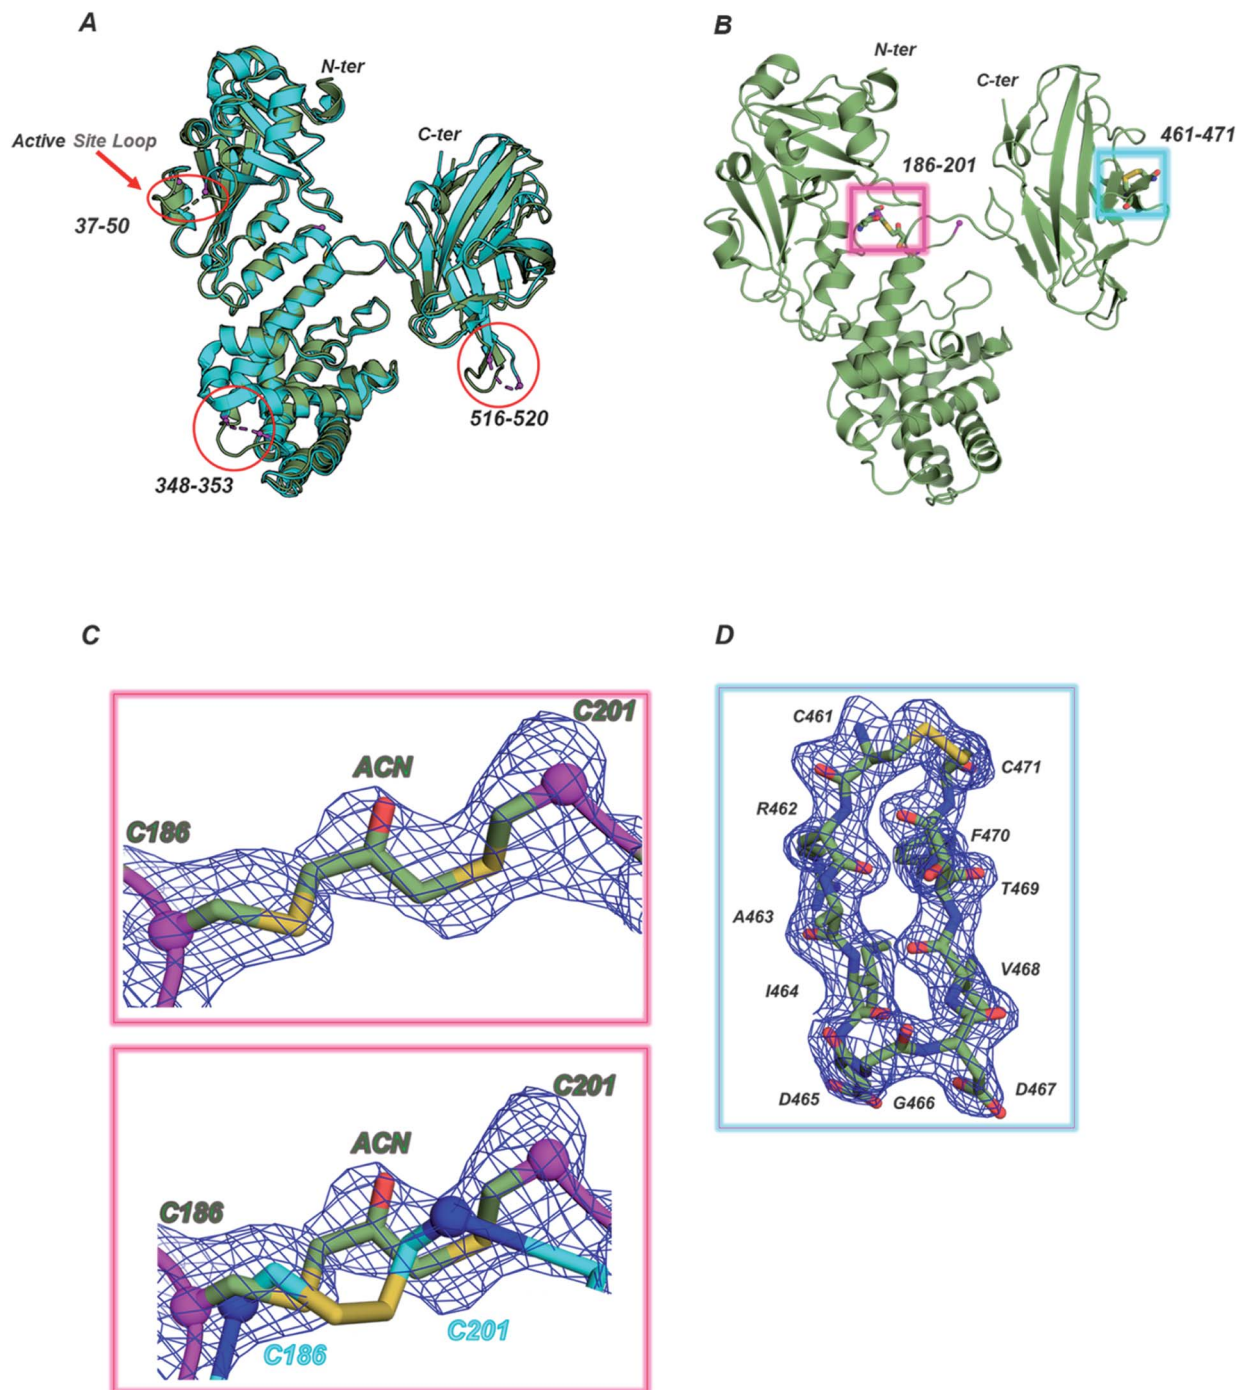 A
N-ter
C-ter
Active Site Loop
37-50
516-520
348-353
B
N-ter
C-ter
461-471
186-201
C
C201
ACN
C186
C201
ACN
C186
C201
C186
D
C461
C471
R462
F470
T469
A463
V468
I464
D467
D465
G466